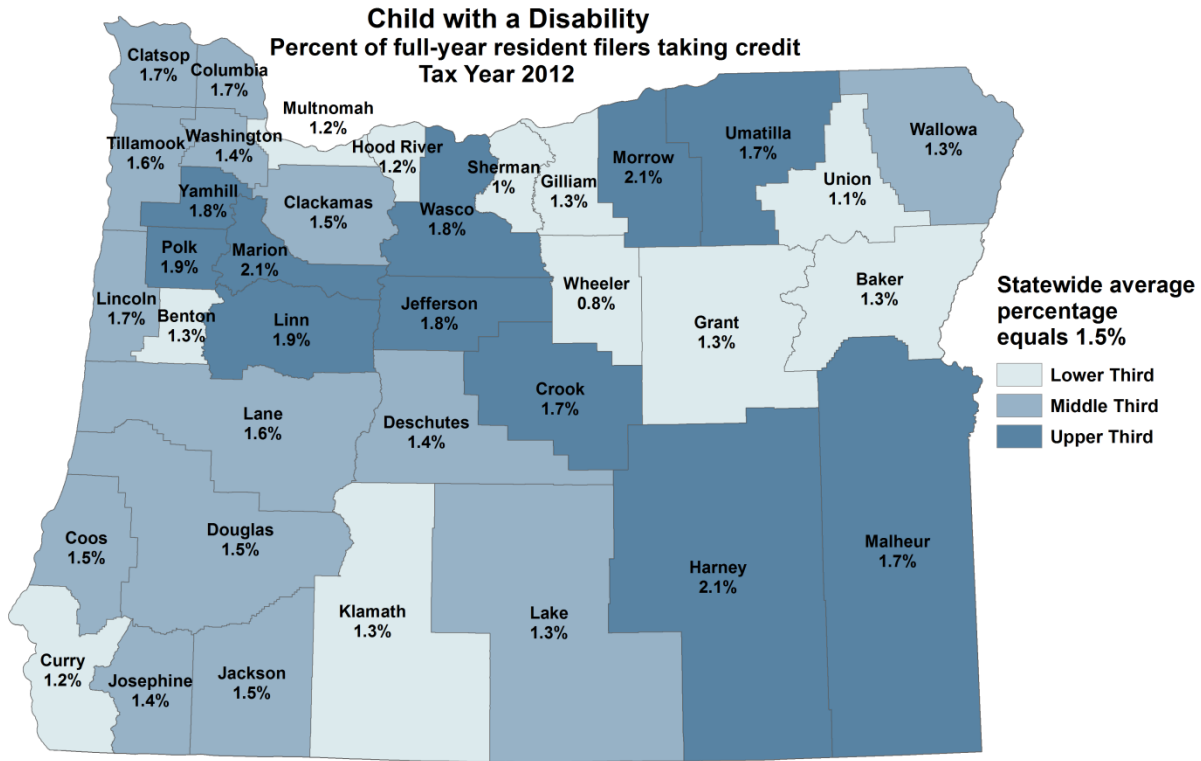 Child with a Disability
Percent of full-year resident filers taking credit
Tax Year 2012
Clatsop
1.7%
Columbia
1.7%
Multnomah
1.2%
Tillamook
1.6%
Washington
1.4%
Hood River
1.2%
Sherman
1%
Gilliam
1.3%
Morrow
2.1%
Umatilla
1.7%
Union
1.1%
Wallowa
1.3%
Yamhill
1.8%
Clackamas
1.5%
Wasco
1.8%
Polk
1.9%
Marion
2.1%
Wheeler
0.8%
Grant
1.3%
Baker
1.3%
Lincoln
1.7%
Benton
1.3%
Linn
1.9%
Jefferson
1.8%
Crook
1.7%
Lane
1.6%
Deschutes
1.4%
Coos
1.5%
Douglas
1.5%
Harney
2.1%
Malheur
1.7%
Klamath
1.3%
Lake
1.3%
Curry
1.2%
Josephine
1.4%
Jackson
1.5%
Statewide average
percentage
equals 1.5%
Lower Third
Middle Third
Upper Third